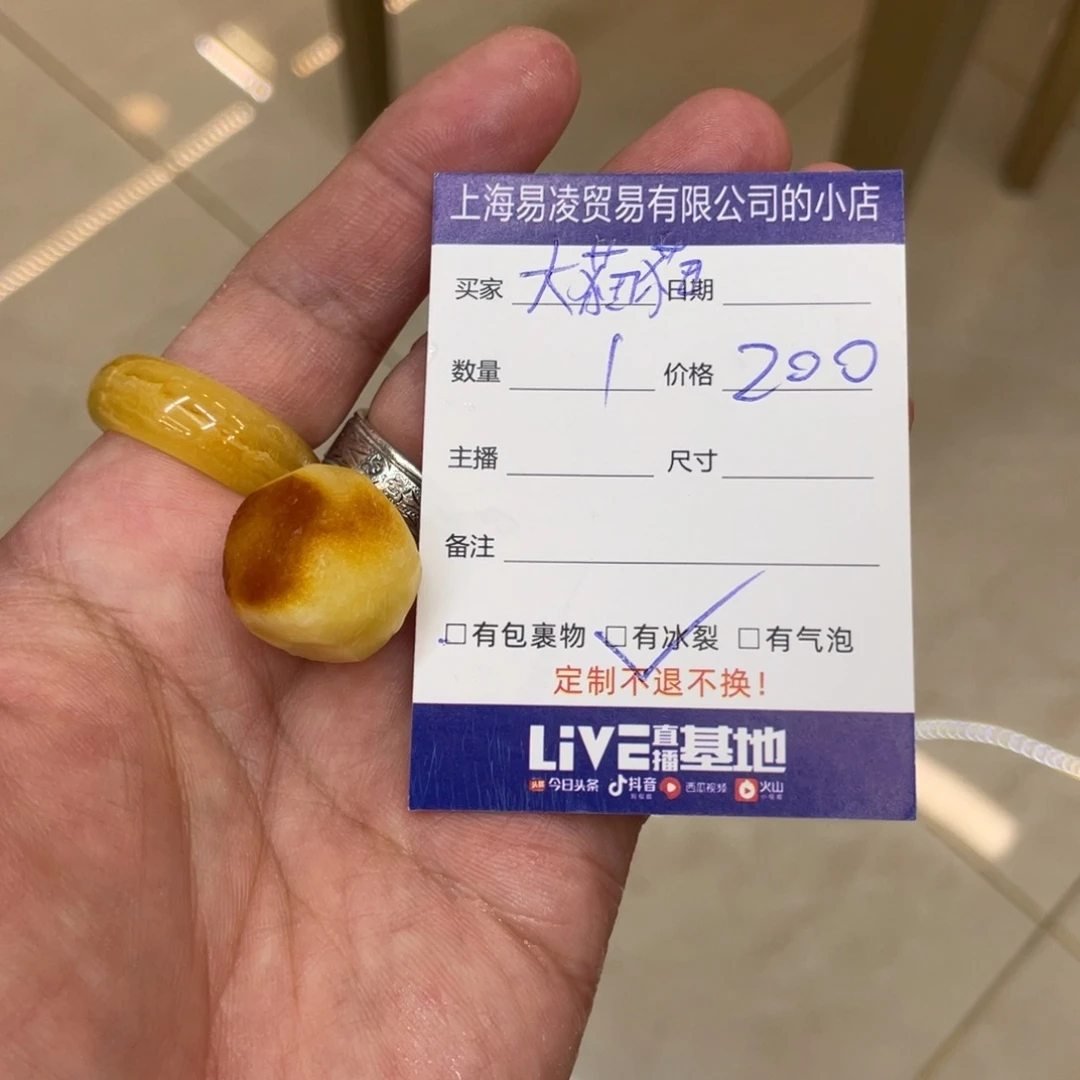 上海易凌贸易有限公司的小店
买家 大 日期
数量 1 价格 200
主播 尺寸
备注
□有包裹物 □有冰裂 □有气泡
定制不退不换!
LIVE直播基地
头条 今日头条 抖音 西瓜视频 火山